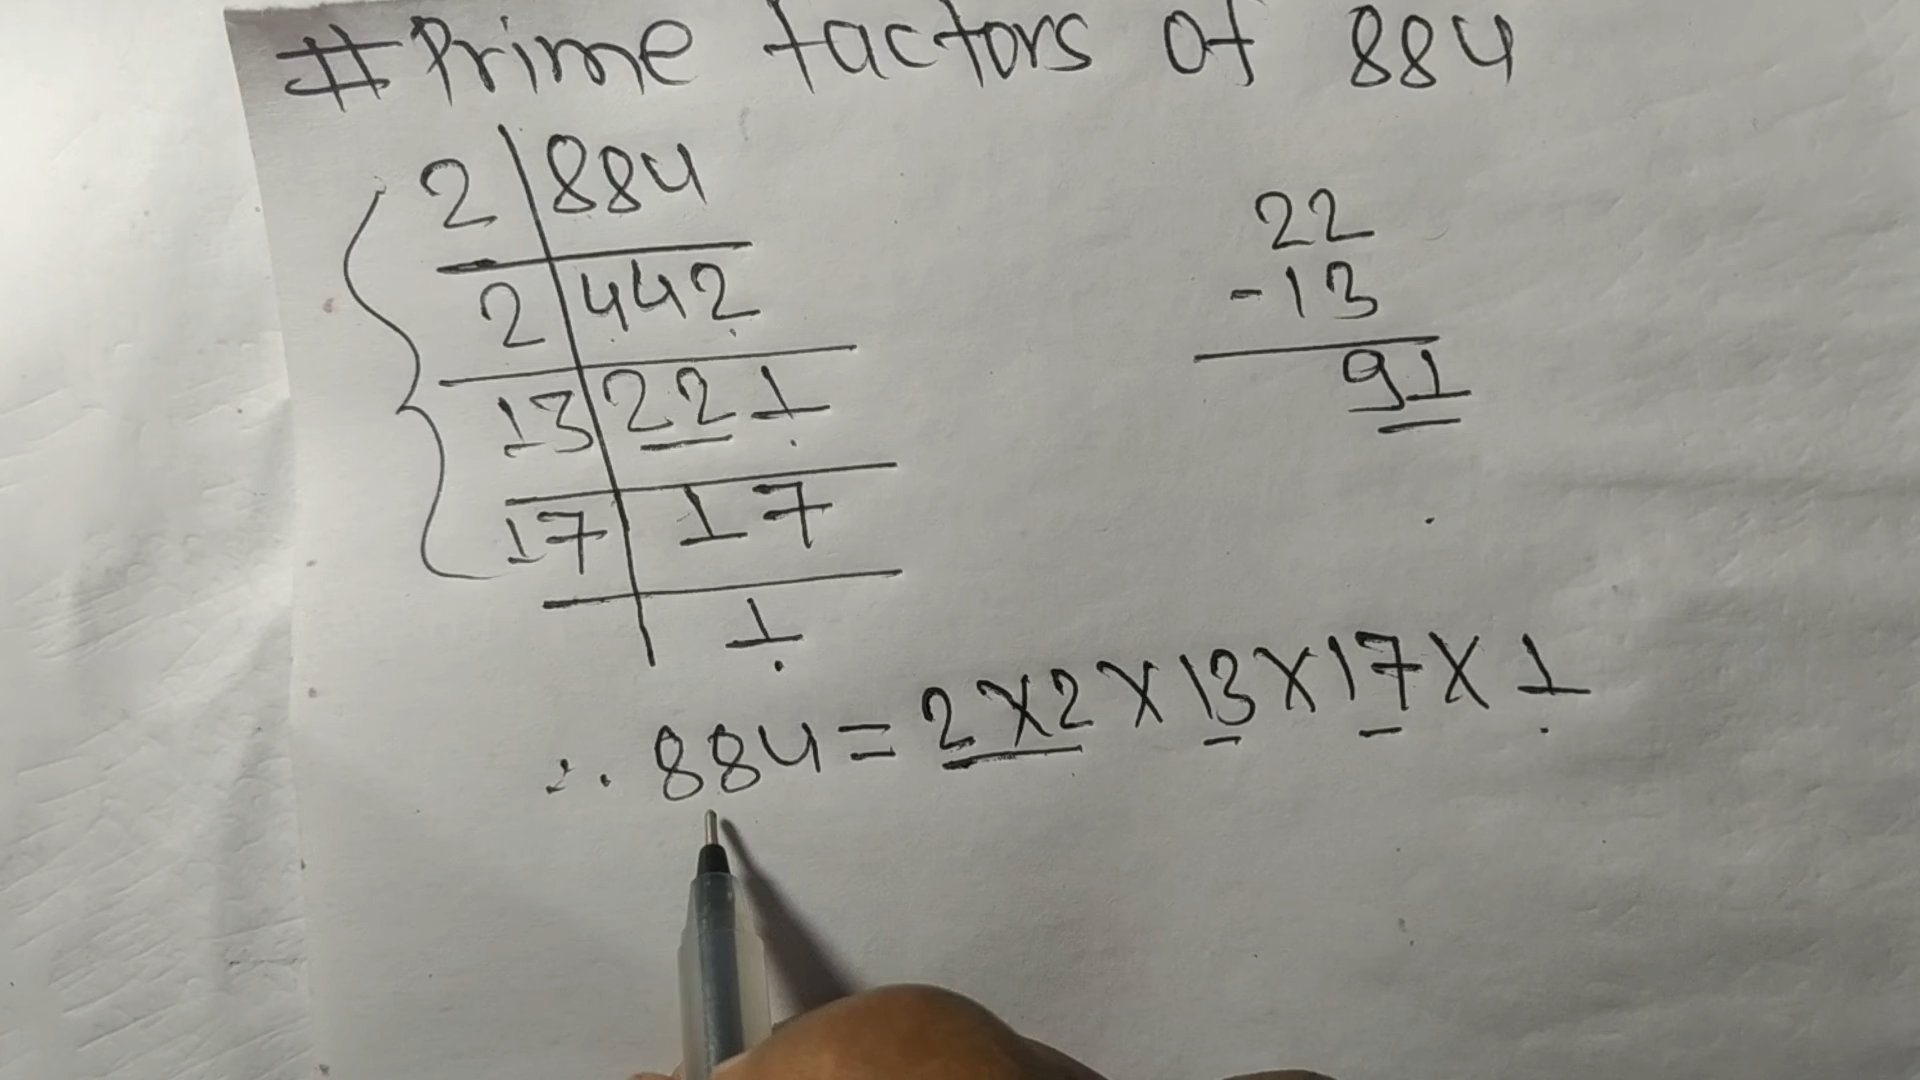 #Prime factors of 884
2 | 884
2 | 442
13 | 221
17 | 17
1
22
-13
91
∴ 884 = 2 X 2 X 13 X 17 X 1